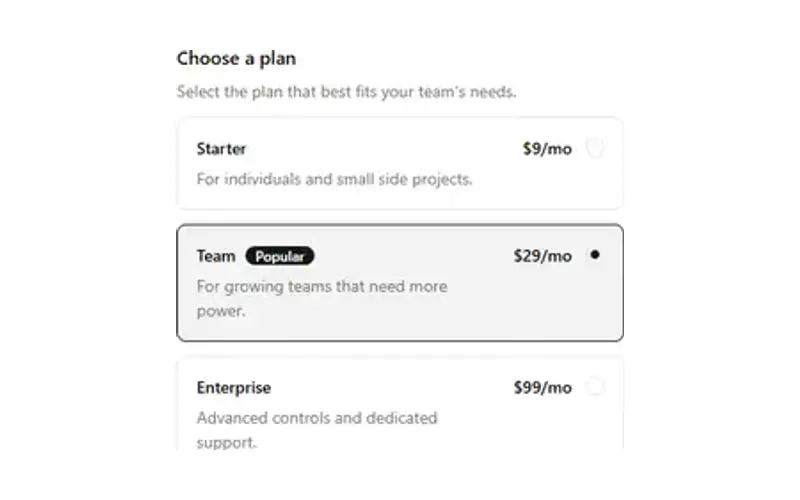 Choose a plan
Select the plan that best fits your team's needs.
Starter $9/mo
For individuals and small side projects.
Team Popular $29/mo
For growing teams that need more
power.
Enterprise $99/mo
Advanced controls and dedicated
support.